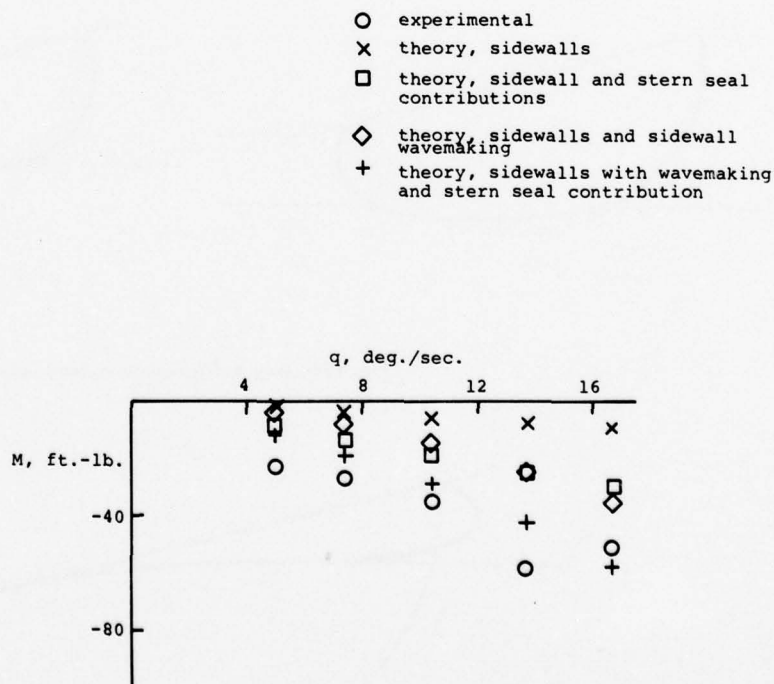 experimental
theory, sidewalls
theory, sidewall and stern seal
contributions
theory, sidewalls and sidewall
wavemaking
theory, sidewalls with wavemaking
and stern seal contribution
q, deg./sec.
4 8 12 16
M, ft.-lb.
-40
-80